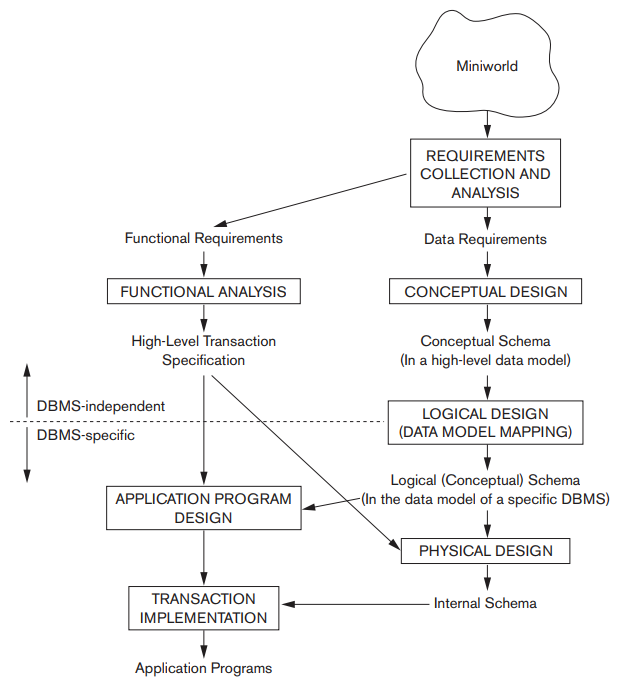 Miniworld
REQUIREMENTS
COLLECTION AND
ANALYSIS
Functional Requirements
Data Requirements
FUNCTIONAL ANALYSIS
CONCEPTUAL DESIGN
High-Level Transaction
Specification
Conceptual Schema
(In a high-level data model)
DBMS-independent
DBMS-specific
LOGICAL DESIGN
(DATA MODEL MAPPING)
Logical (Conceptual) Schema
(In the data model of a specific DBMS)
APPLICATION PROGRAM
DESIGN
PHYSICAL DESIGN
TRANSACTION
IMPLEMENTATION
Internal Schema
Application Programs